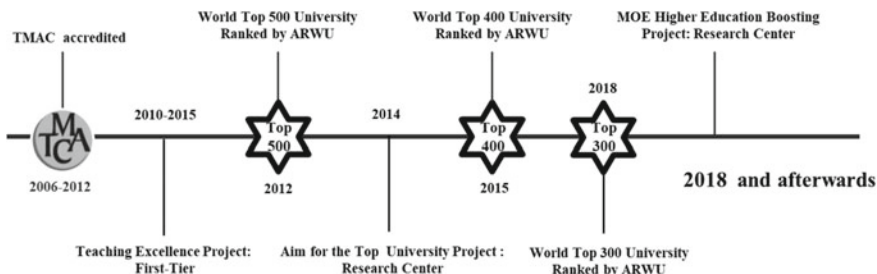 World Top 500 University
Ranked by ARWU
World Top 400 University
Ranked by ARWU
MOE Higher Education Boosting
Project: Research Center
TMAC accredited
2018
2010-2015
2014
TMAC
Top
500
Top
400
Top
300
2006-2012
2012
2015
2018 and afterwards
Teaching Excellence Project:
First-Tier
Aim for the Top University Project :
Research Center
World Top 300 University
Ranked by ARWU